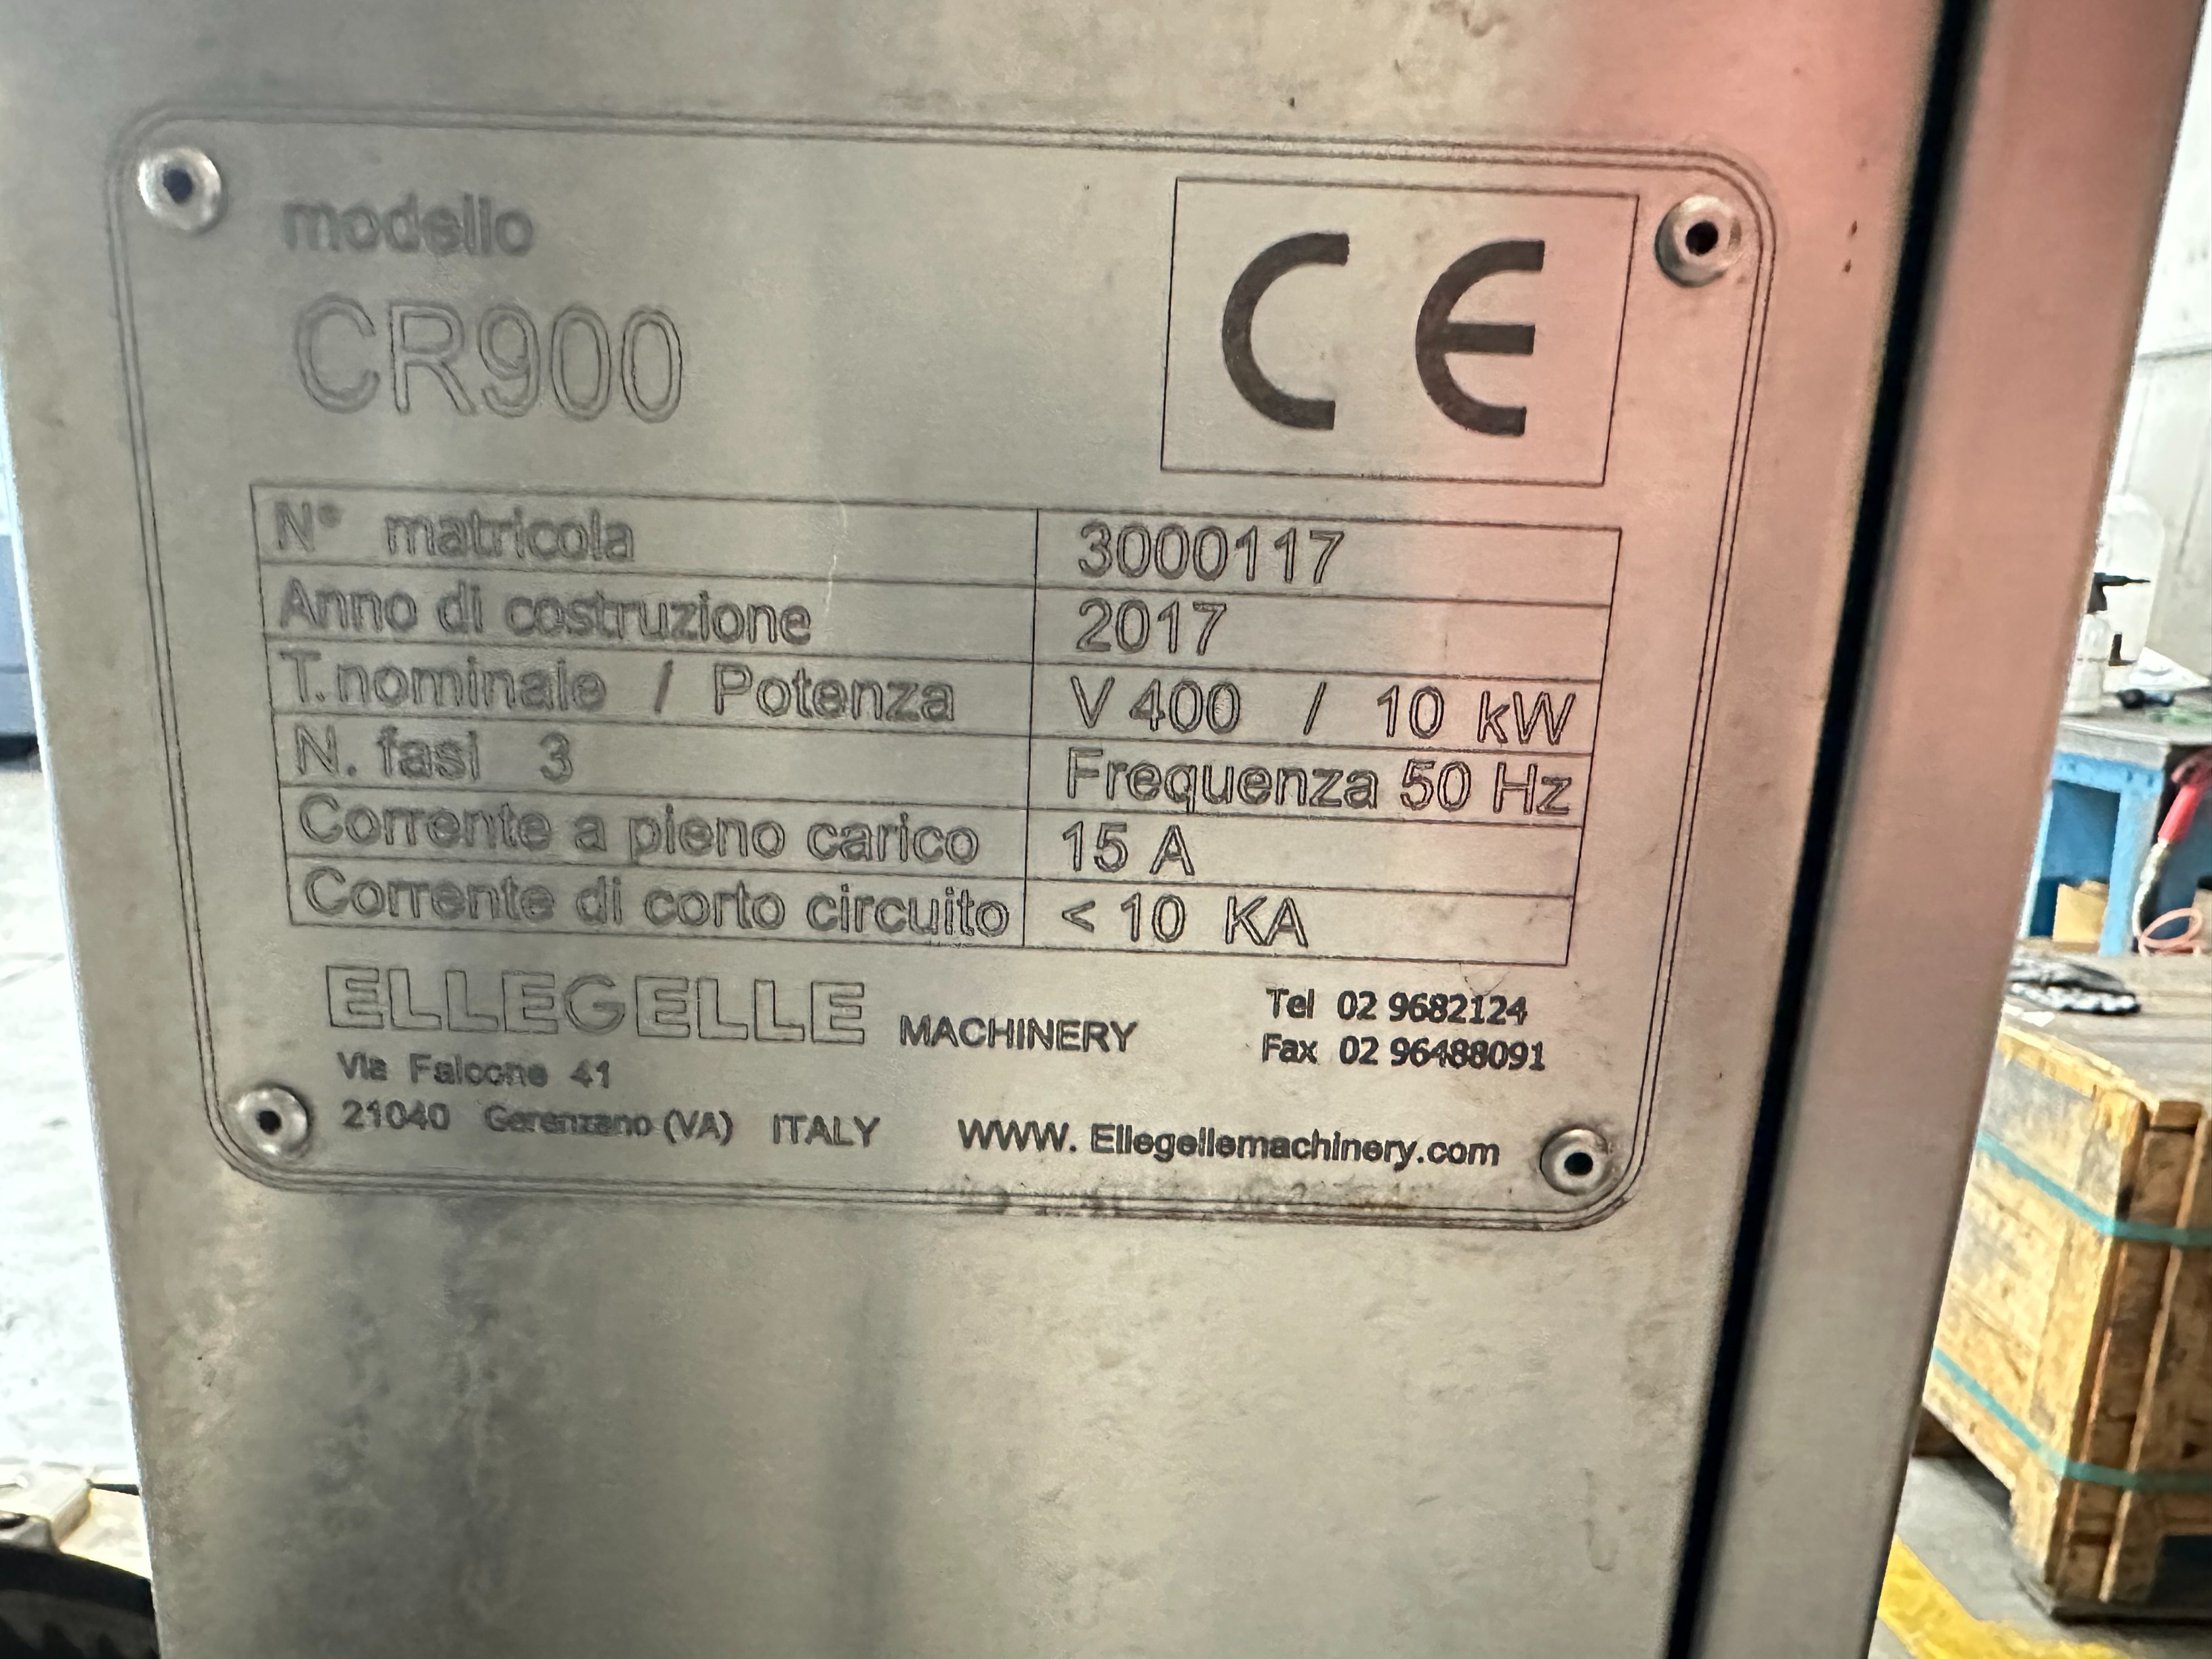 modello
CE
CR900
N° matricola 3000117
Anno di costruzione 2017
T.nominale / Potenza V 400 / 10 kW
N. fasi 3 Frequenza 50 Hz
Corrente a pieno carico 15 A
Corrente di corto circuito < 10 KA
ELLEGELLE MACHINERY
Tel 02 9682124
Fax 02 96488091
Via Falcone 41
21040 Gerenzano (VA) ITALY
WWW. Ellegellemachinery.com